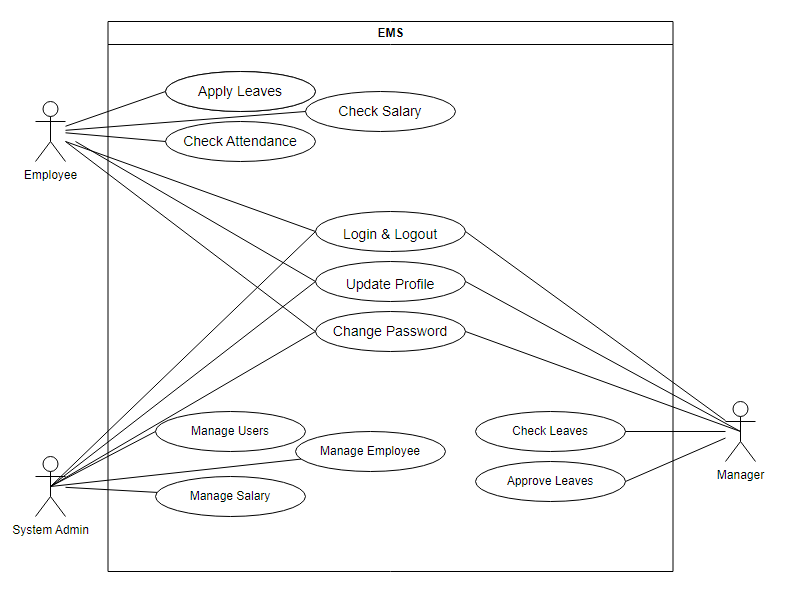 EMS
Apply Leaves
Check Salary
Check Attendance
Employee
Login & Logout
Update Profile
Change Password
Manage Users
Manage Employee
Manage Salary
System Admin
Check Leaves
Approve Leaves
Manager